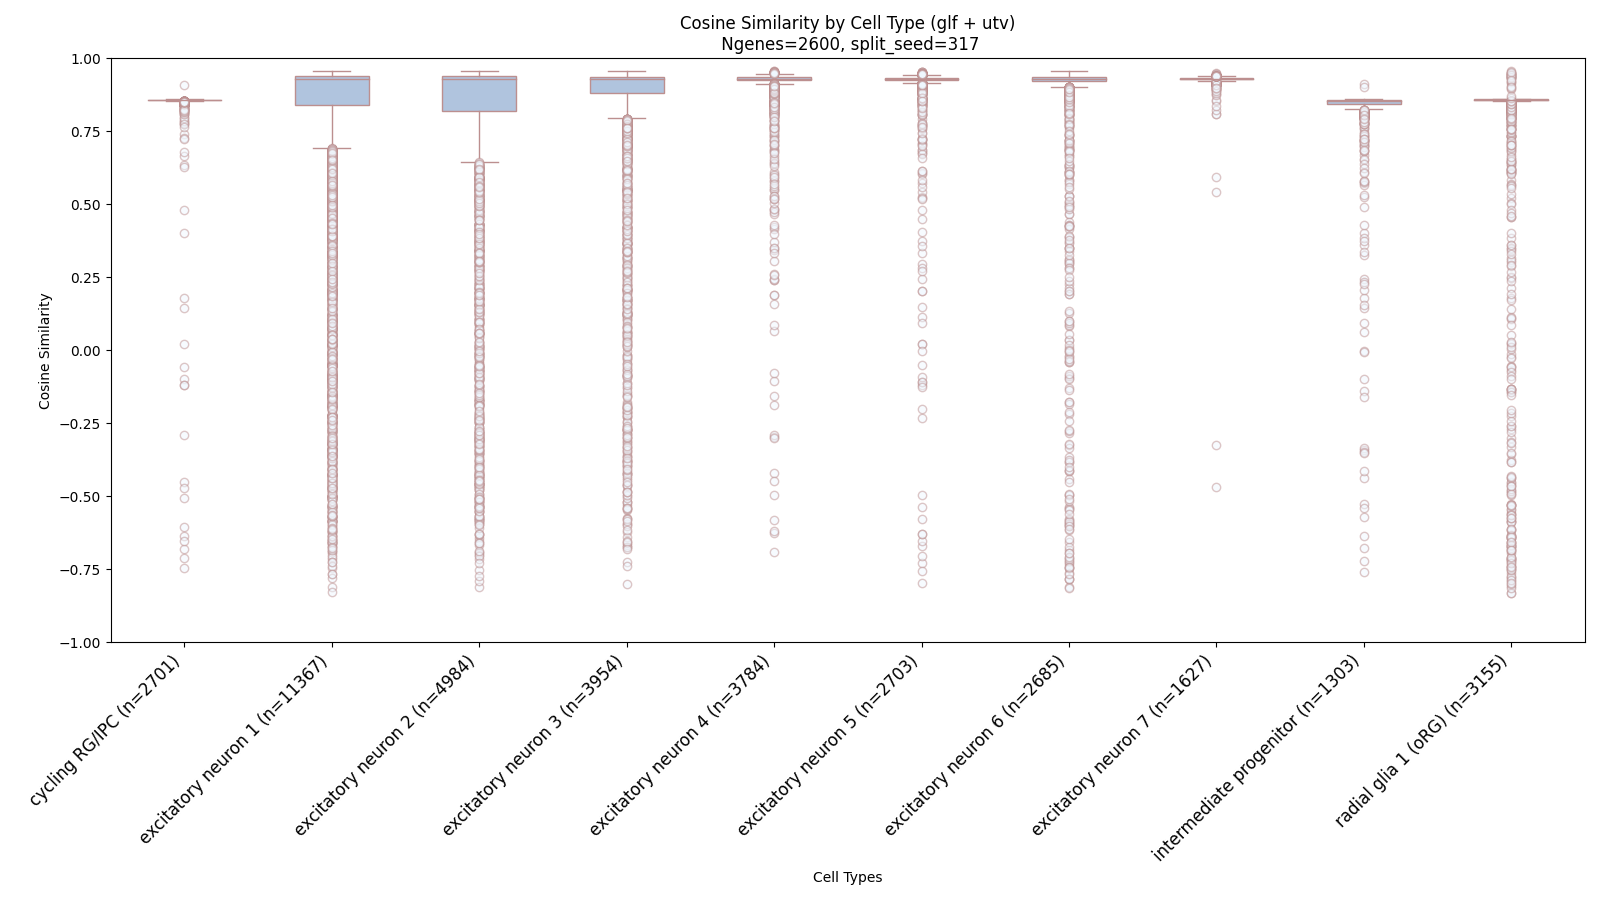 Cosine Similarity by Cell Type (glf + utv)
Ngenes=2600, split_seed=317
Cosine Similarity
1.00
0.75
0.50
0.25
0.00
−0.25
−0.50
−0.75
−1.00
cycling RG/IPC (n=2701)
excitatory neuron 1 (n=11367)
excitatory neuron 2 (n=4984)
excitatory neuron 3 (n=3954)
excitatory neuron 4 (n=3784)
excitatory neuron 5 (n=2703)
excitatory neuron 6 (n=2685)
excitatory neuron 7 (n=1627)
intermediate progenitor (n=1303)
radial glia 1 (oRG) (n=3155)
Cell Types